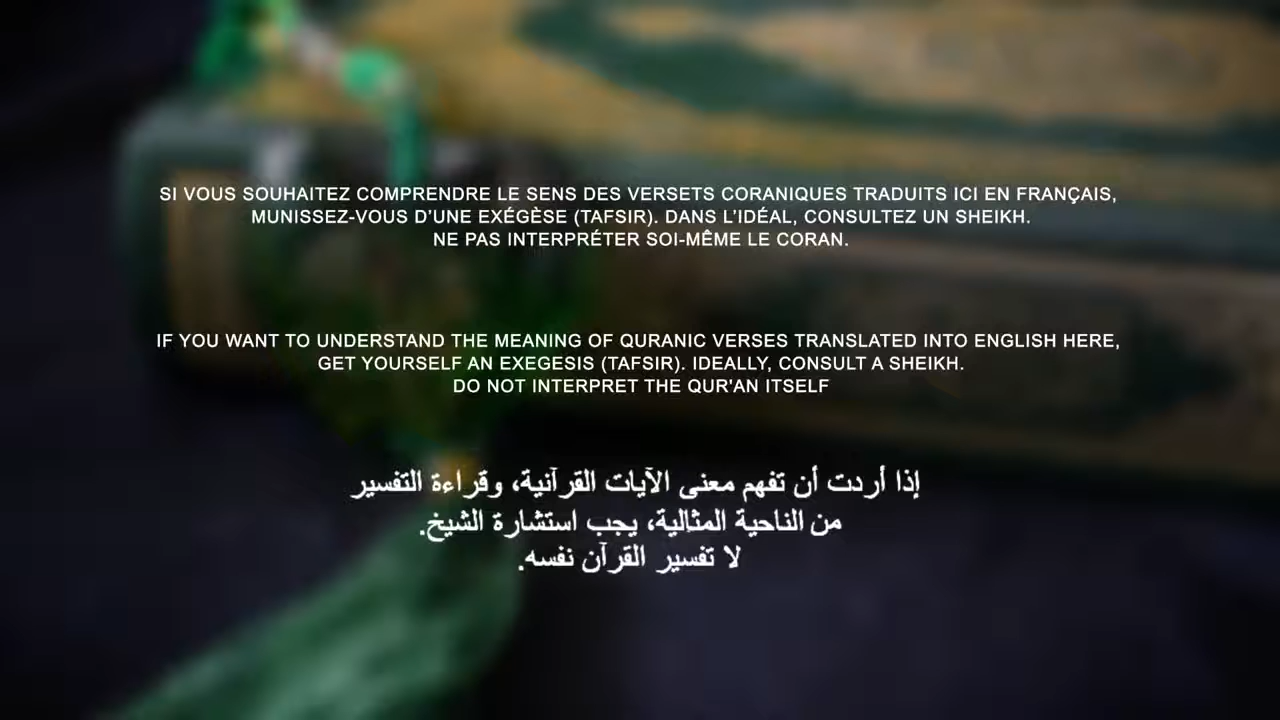 SI VOUS SOUHAITEZ COMPRENDRE LE SENS DES VERSETS CORANIQUES TRADUITS ICI EN FRANÇAIS,
MUNISSEZ-VOUS D’UNE EXÉGÈSE (TAFSIR). DANS L’IDÉAL, CONSULTEZ UN SHEIKH.
NE PAS INTERPRÉTER SOI-MÊME LE CORAN.
IF YOU WANT TO UNDERSTAND THE MEANING OF QURANIC VERSES TRANSLATED INTO ENGLISH HERE,
GET YOURSELF AN EXEGESIS (TAFSIR). IDEALLY, CONSULT A SHEIKH.
DO NOT INTERPRET THE QUR'AN ITSELF
إذا أردت أن تفهم معنى الآيات القرآنية، وقراءة التفسير
من الناحية المثالية، يجب استشارة الشيخ.
لا تفسير القرآن نفسه.